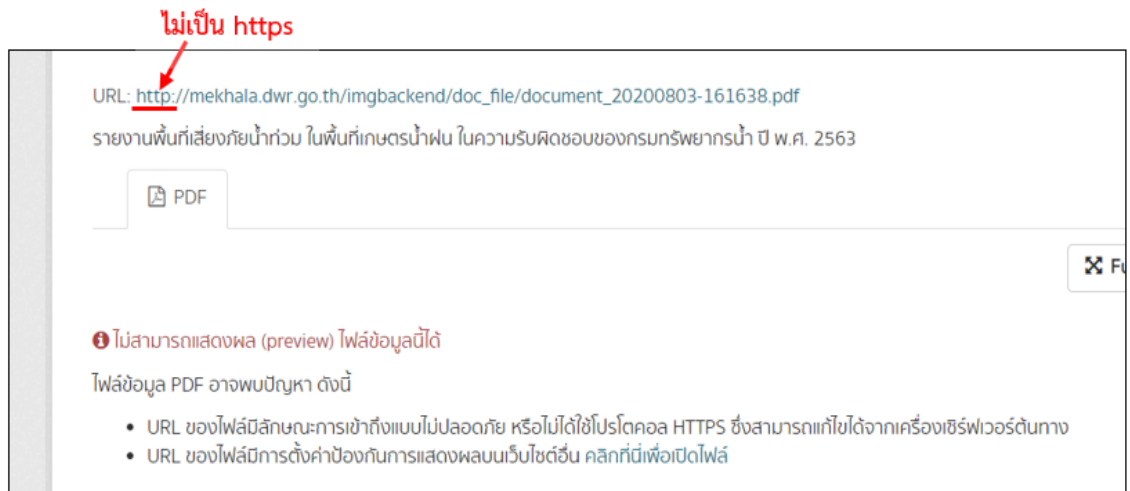 ไม่เป็น https
URL: http://mekhala.dwr.go.th/imgbackend/doc_file/document_20200803-161638.pdf
รายงานพื้นที่เสี่ยงภัยน้ำท่วม ในพื้นที่เกษตรน้ำฝน ในความรับผิดชอบของกรมทรัพยากรน้ำ ปี พ.ศ. 2563
PDF
ไม่สามารถแสดงผล (preview) ไฟล์ข้อมูลนี้ได้
ไฟล์ข้อมูล PDF อาจพบปัญหา ดังนี้
• URL ของไฟล์มีลักษณะการเข้าถึงแบบไม่ปลอดภัย หรือไม่ได้ใช้โปรโตคอล HTTPS ซึ่งสามารถแก้ไขได้จากเครื่องเซิร์ฟเวอร์ต้นทาง
• URL ของไฟล์มีการตั้งค่าป้องกันการแสดงผลบนเว็บไซต์อื่น คลิกที่นี่เพื่อเปิดไฟล์